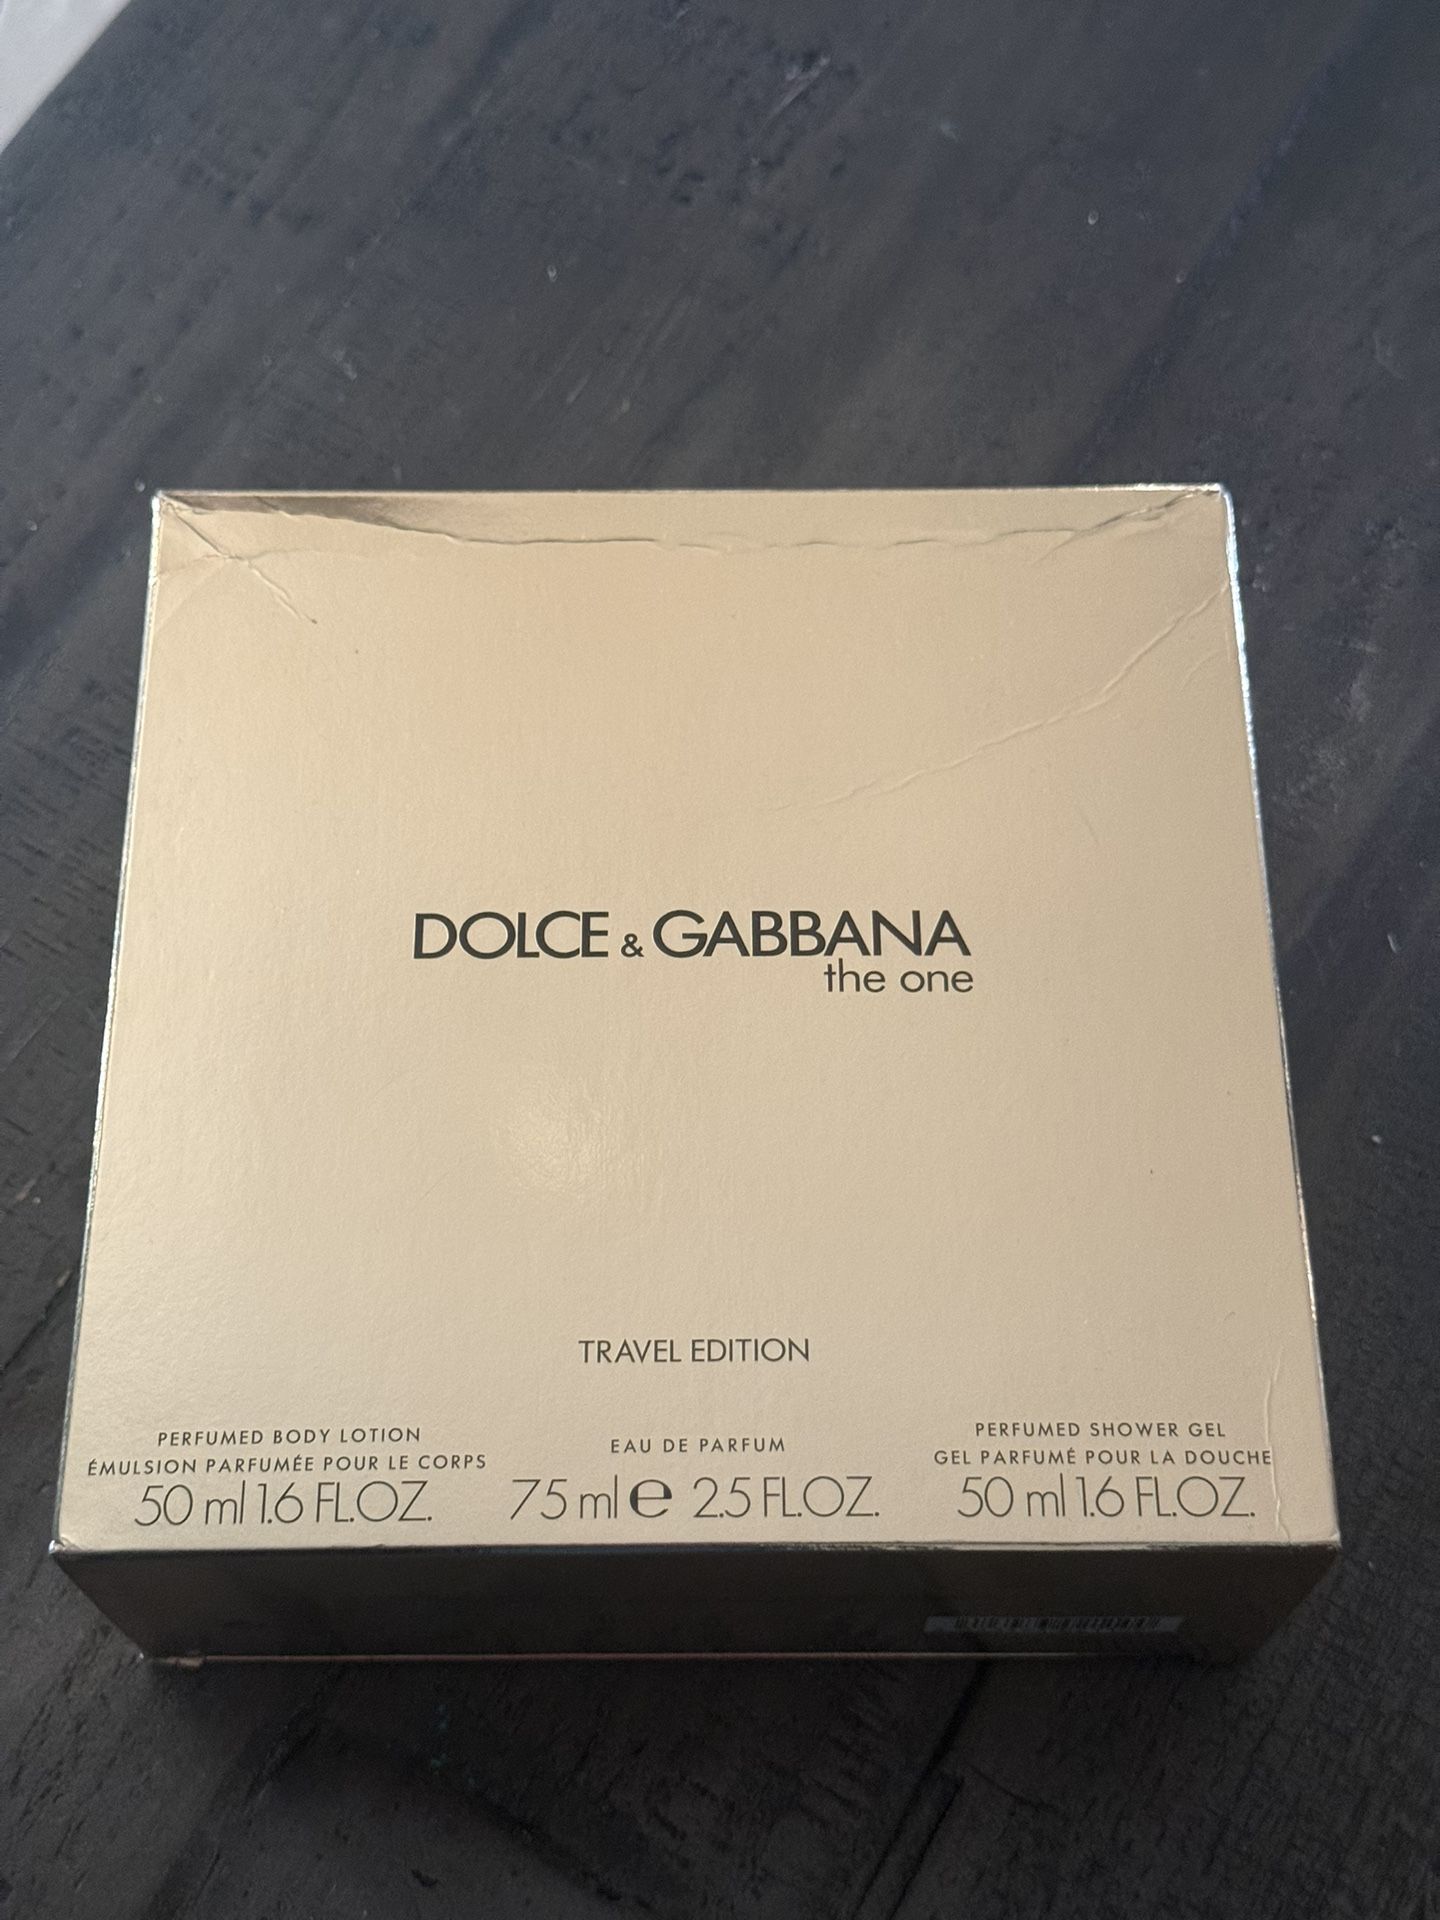 DOLCE & GABBANA
the one
TRAVEL EDITION
PERFUMED BODY LOTION
ÉMULSION PARFUMÉE POUR LE CORPS
50 ml 1.6 FL.OZ.
EAU DE PARFUM
75 ml e 2.5 FL.OZ.
PERFUMED SHOWER GEL
GEL PARFUMÉ POUR LA DOUCHE
50 ml 1.6 FL.OZ.